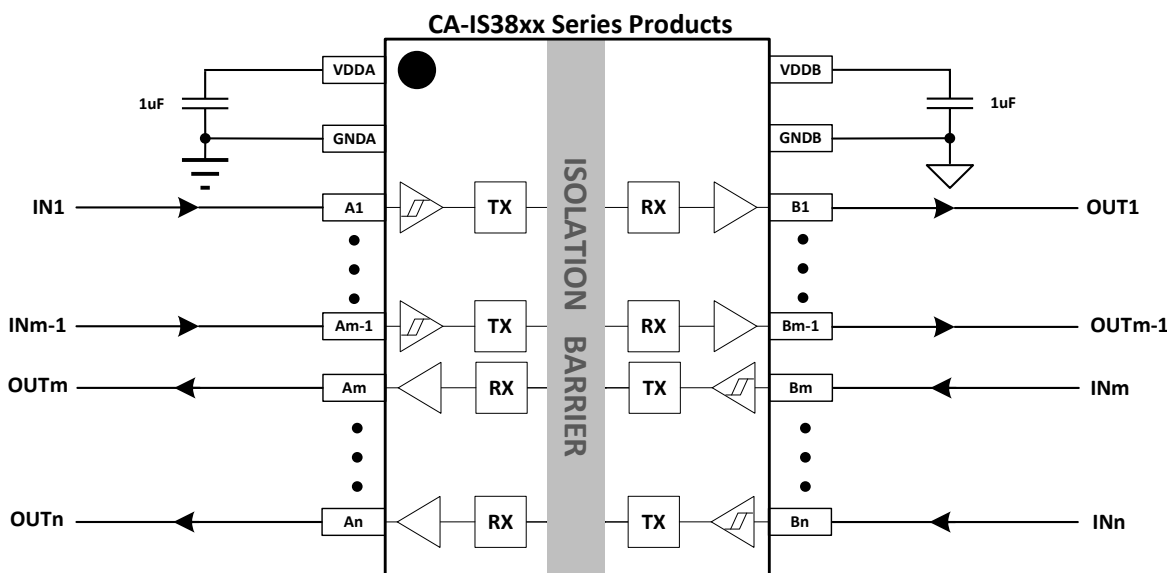 CA-IS38xx Series Products
VDDA
VDDB
1uF
1uF
GNDA
GNDB
ISOLATION BARRIER
IN1
A1
TX
RX
B1
OUT1
INm-1
Am-1
TX
RX
Bm-1
OUTm-1
OUTm
Am
RX
TX
Bm
INm
OUTn
An
RX
TX
Bn
INn